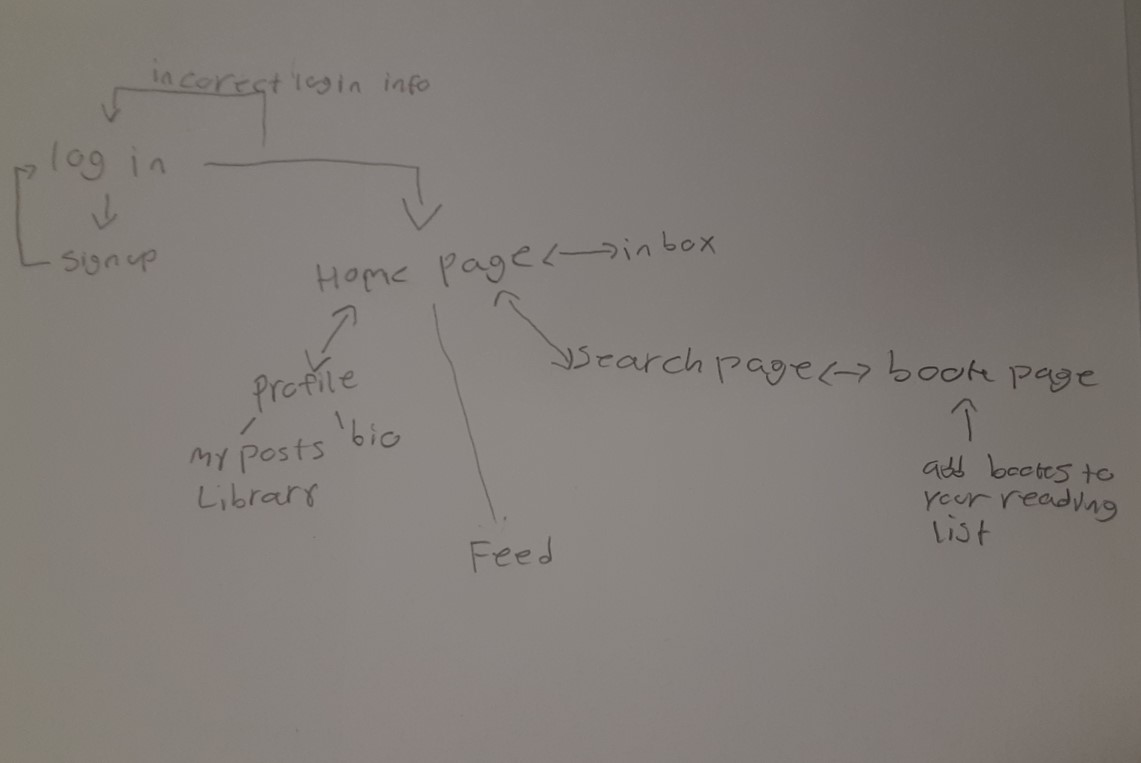 incorect login info
log in
signup
Home page
inbox
Profile
search page
book page
my posts
bio
Library
add books to
your reading
list
Feed